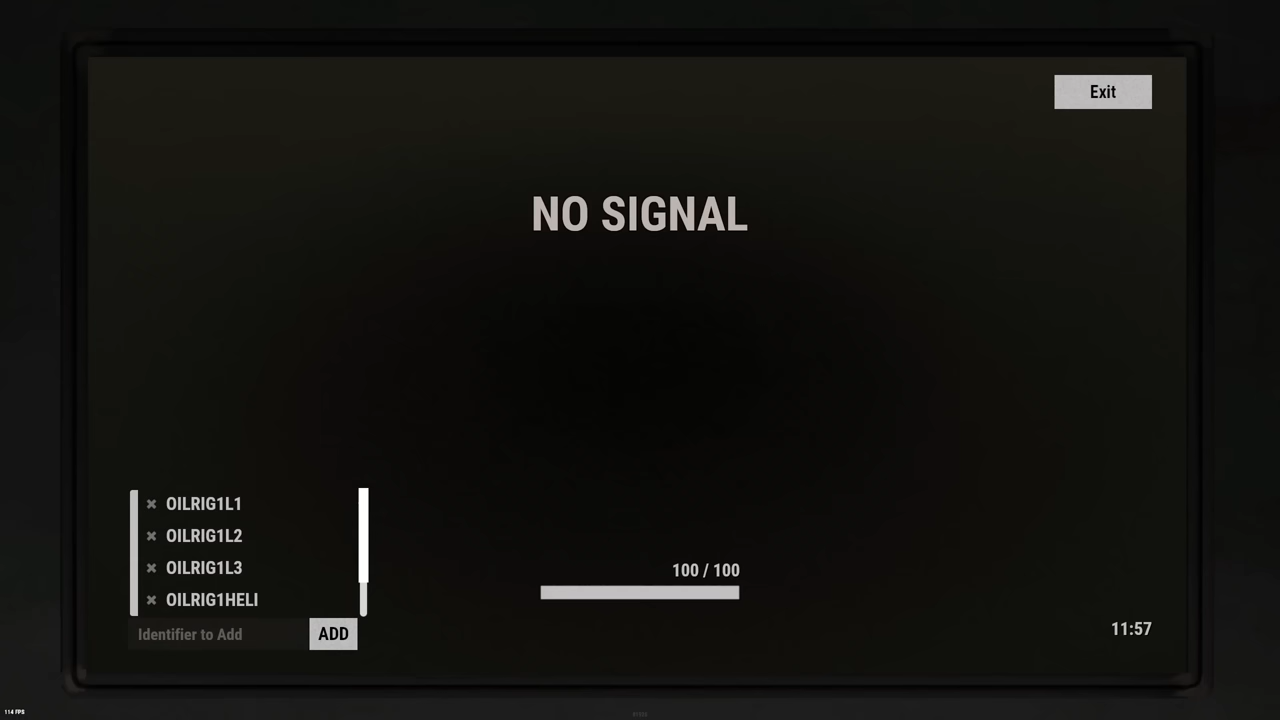 Exit
NO SIGNAL
OILRIG1L1
OILRIG1L2
OILRIG1L3
OILRIG1HELI
Identifier to Add
ADD
100 / 100
11:57
114 FPS